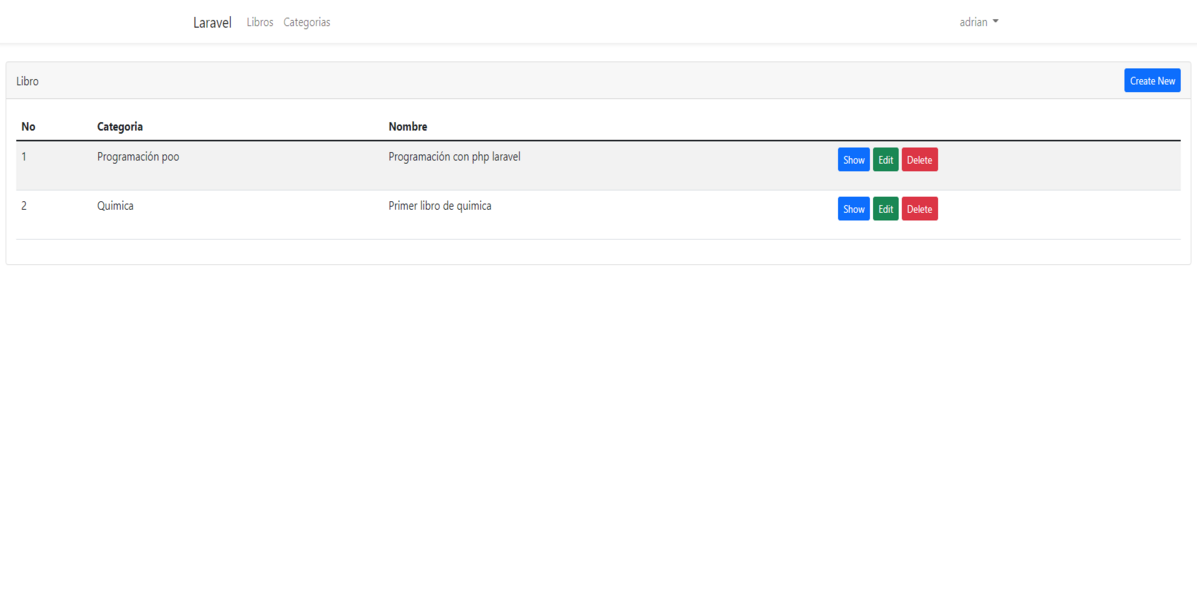 Laravel Libros Categorias adrian
Libro Create New
No Categoria Nombre
1 Programación poo Programación con php laravel Show Edit Delete
2 Quimica Primer libro de quimica Show Edit Delete